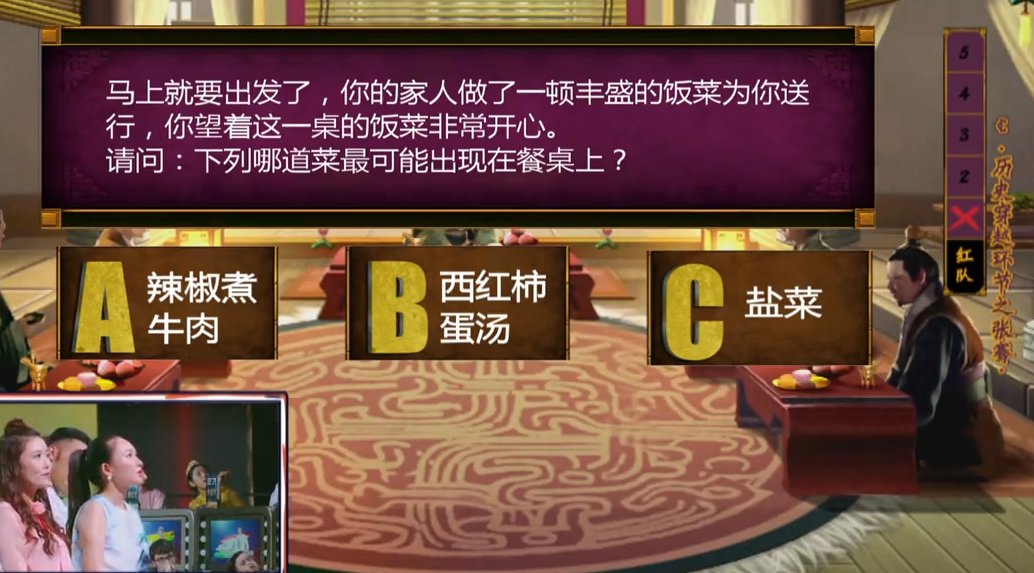 马上就要出发了，你的家人做了一顿丰盛的饭菜为你送
行，你望着这一桌的饭菜非常开心。
请问：下列哪道菜最可能出现在餐桌上？
A 辣椒煮
牛肉
B 西红柿
蛋汤
C 盐菜
5
4
3
2
红队
C·历史穿越环节之张骞·